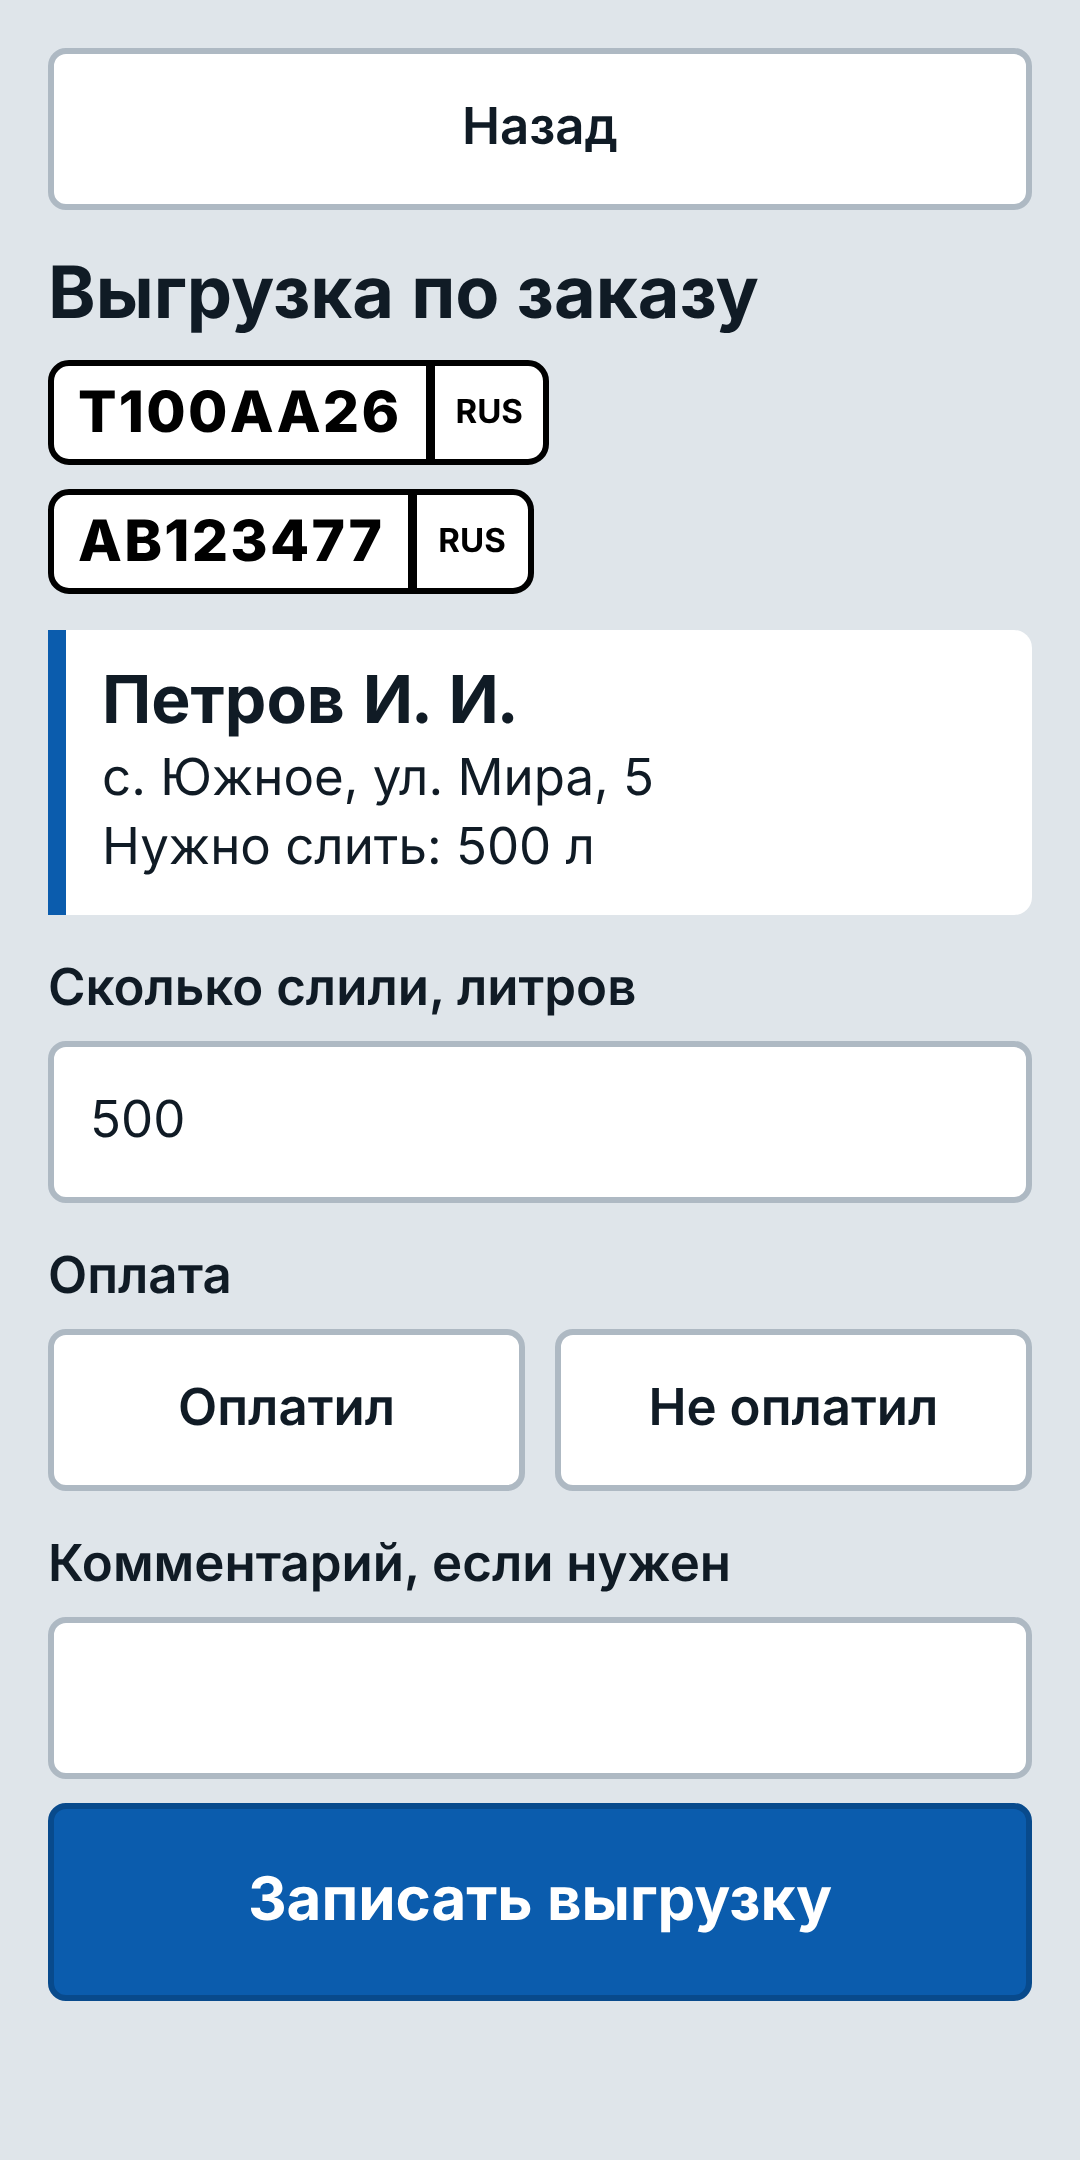 Назад
Выгрузка по заказу
Т100АА26 RUS
АВ123477 RUS
Петров И. И.
с. Южное, ул. Мира, 5
Нужно слить: 500 л
Сколько слили, литров
500
Оплата
Оплатил Не оплатил
Комментарий, если нужен
Записать выгрузку